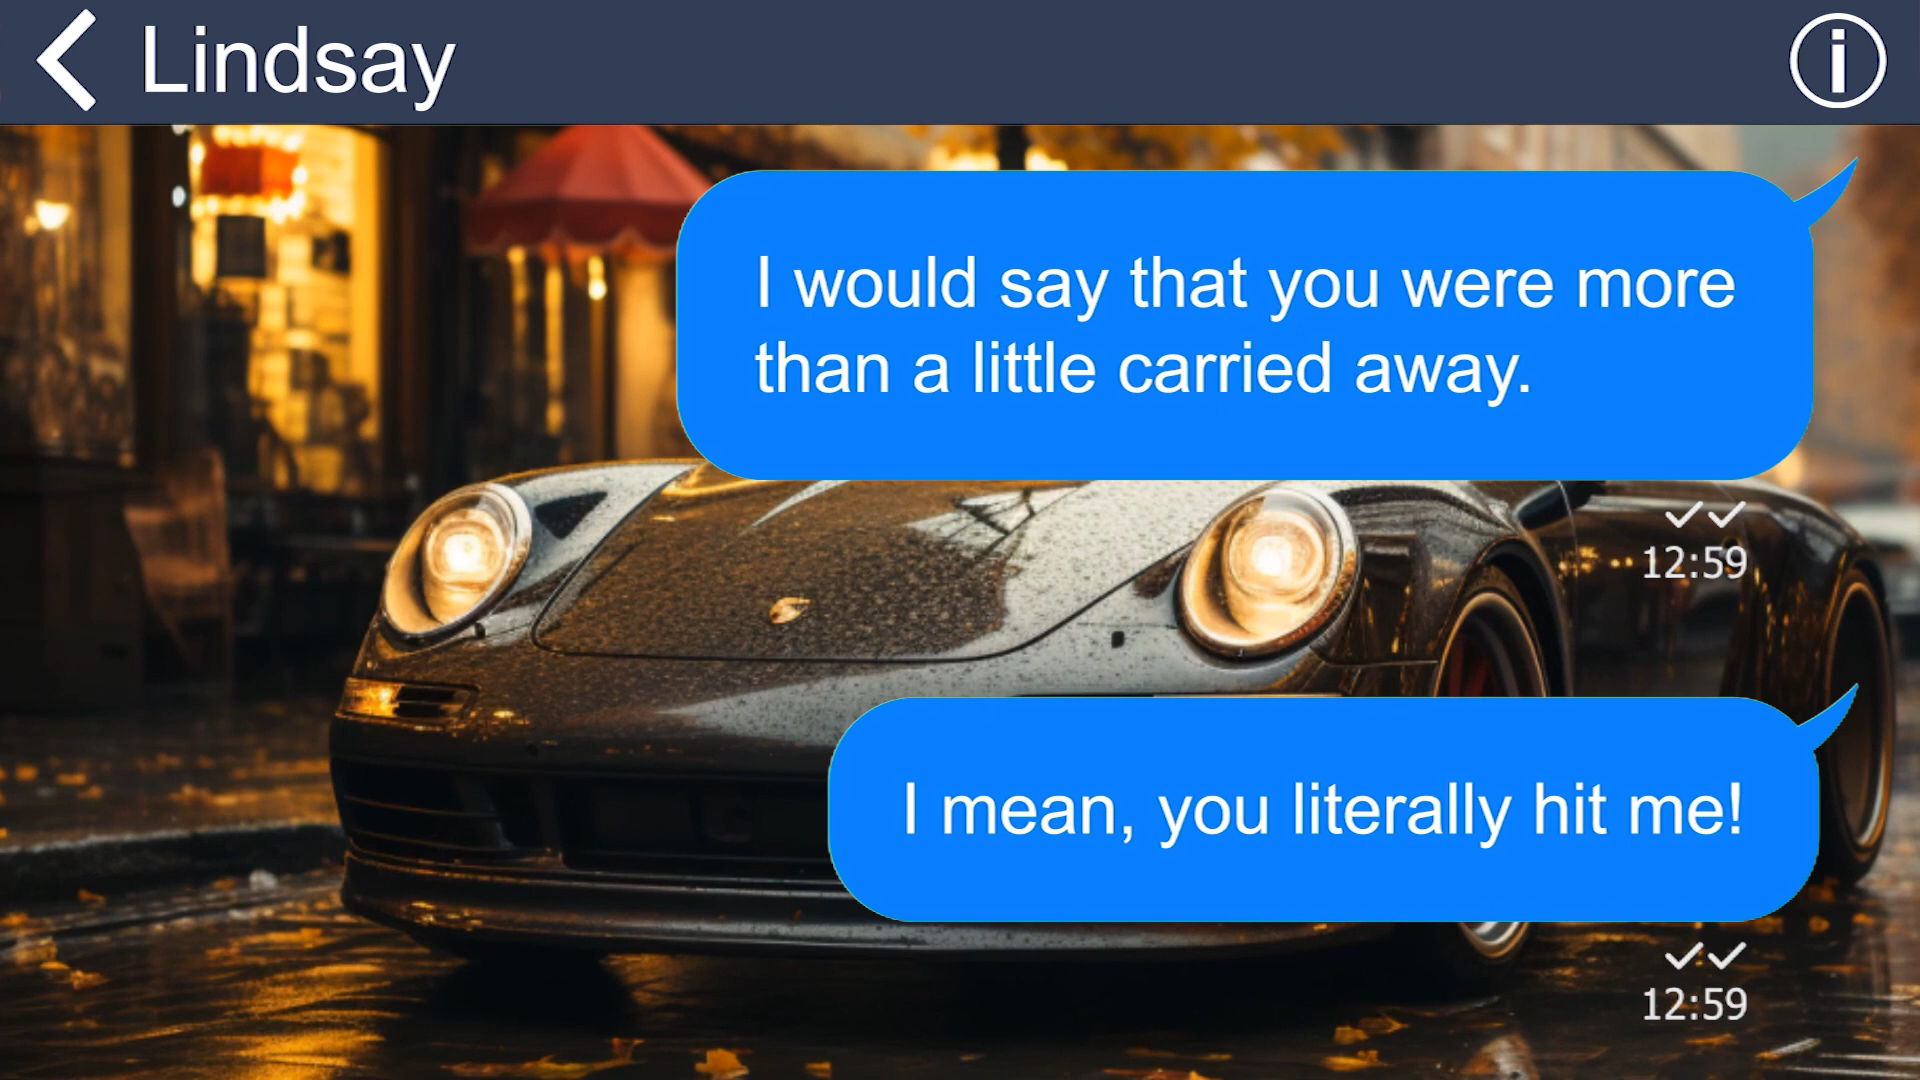 Lindsay
I would say that you were more
than a little carried away.
12:59
I mean, you literally hit me!
12:59